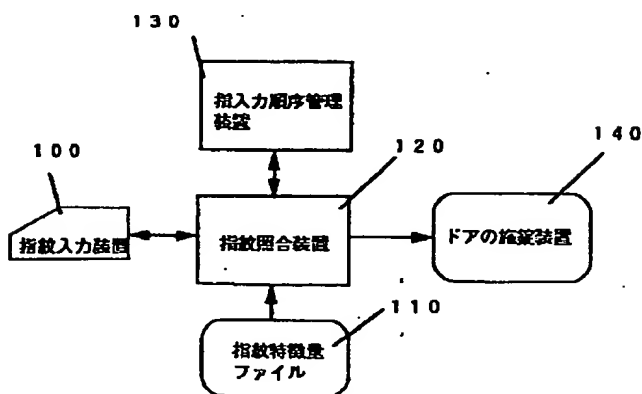 130
指入力順序管理
装置
100
120
140
指紋入力装置
指紋照合装置
ドアの施錠装置
110
指紋特徴量
ファイル